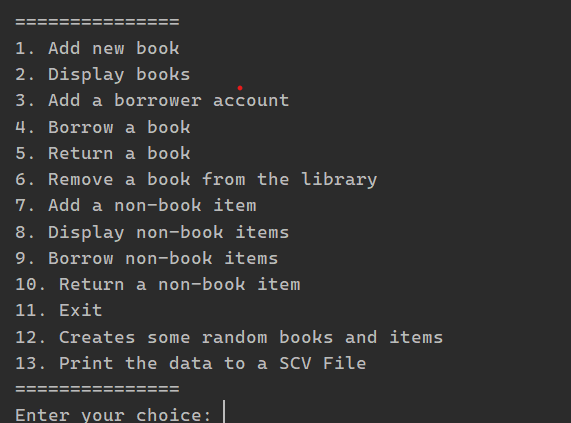 ===============
1. Add new book
2. Display books
3. Add a borrower account
4. Borrow a book
5. Return a book
6. Remove a book from the library
7. Add a non-book item
8. Display non-book items
9. Borrow non-book items
10. Return a non-book item
11. Exit
12. Creates some random books and items
13. Print the data to a SCV File
===============
Enter your choice: